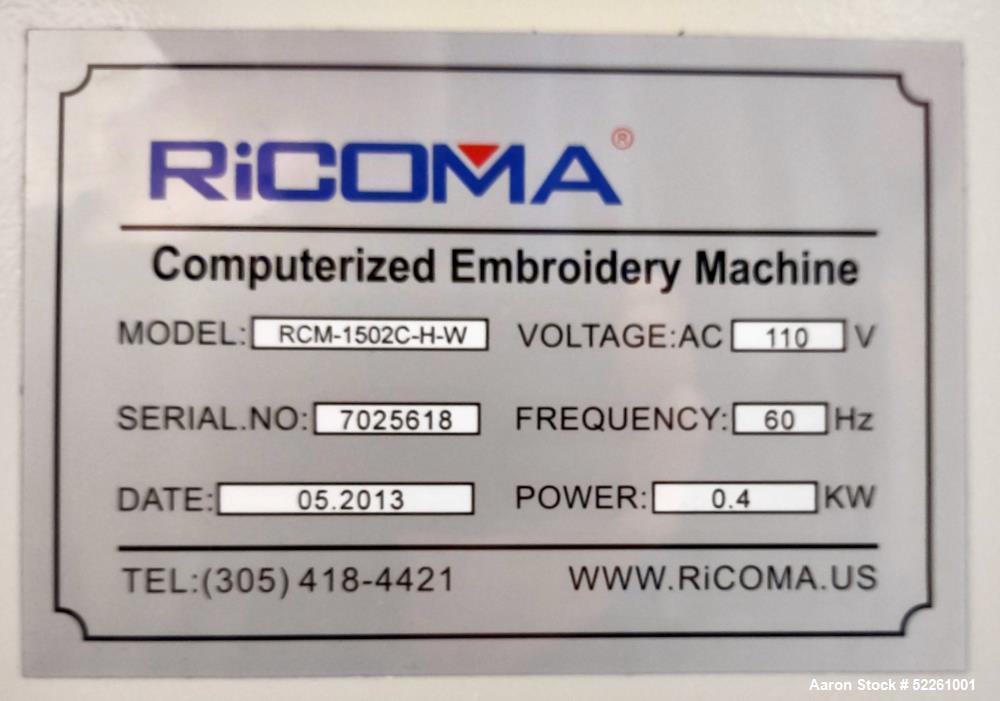 RiCOMA®
Computerized Embroidery Machine
MODEL: RCM-1502C-H-W VOLTAGE:AC 110 V
SERIAL.NO: 7025618 FREQUENCY: 60 Hz
DATE: 05.2013 POWER: 0.4 KW
TEL:(305) 418-4421 WWW.RiCOMA.US
Aaron Stock # 52261001